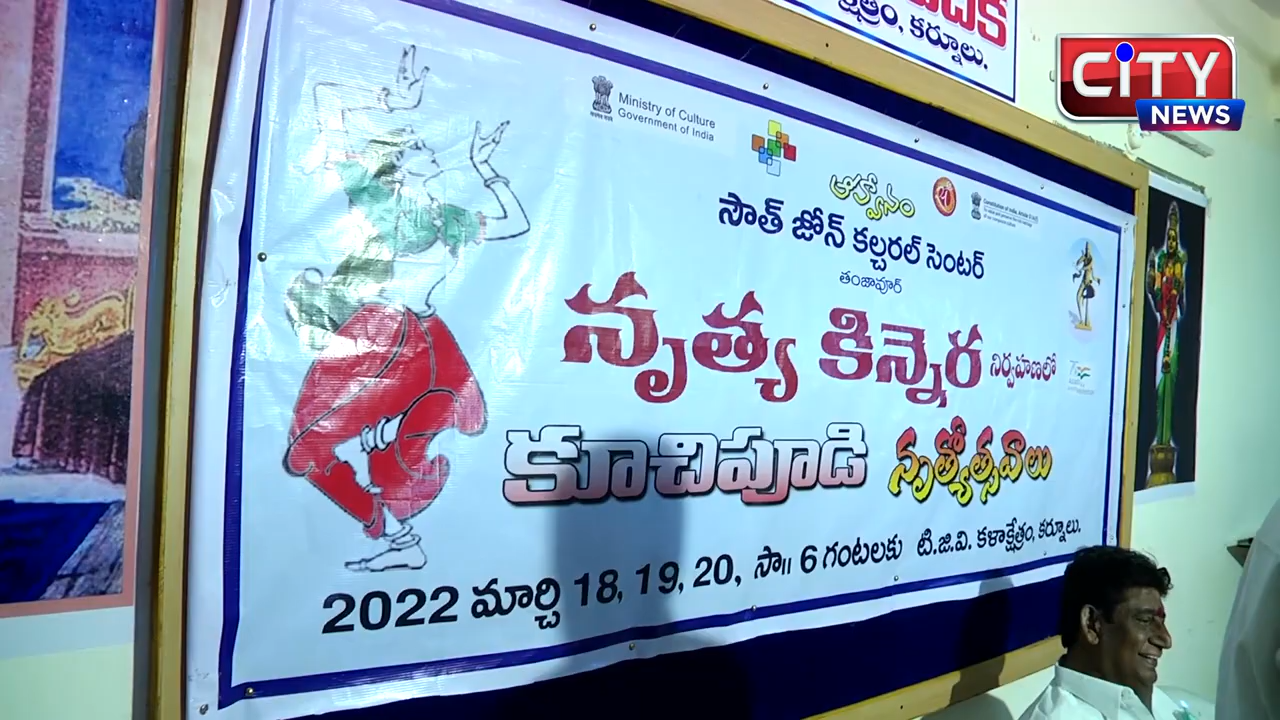 క్షేత్రం, కర్నూలు.
CiTY
NEWS
Ministry of Culture
Government of India
ఆహ్వానం
సౌత్ జోన్ కల్చరల్ సెంటర్
తంజావూర్
నృత్య కిన్నెర నిర్వహణలో
కూచిపూడి నృత్యోత్సవాలు
2022 మార్చి 18, 19, 20, సా|| 6 గంటలకు టి.జి.వి. కళాక్షేత్రం, కర్నూలు.